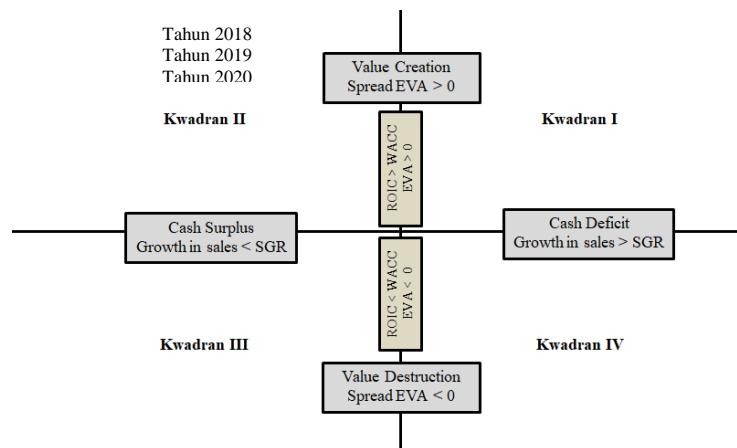 Tahun 2018
Tahun 2019
Tahun 2020
Value Creation
Spread EVA > 0
Kwadran II
Kwadran I
ROIC > WACC
EVA > 0
Cash Surplus
Growth in sales < SGR
Cash Deficit
Growth in sales > SGR
ROIC < WACC
EVA < 0
Kwadran III
Kwadran IV
Value Destruction
Spread EVA < 0